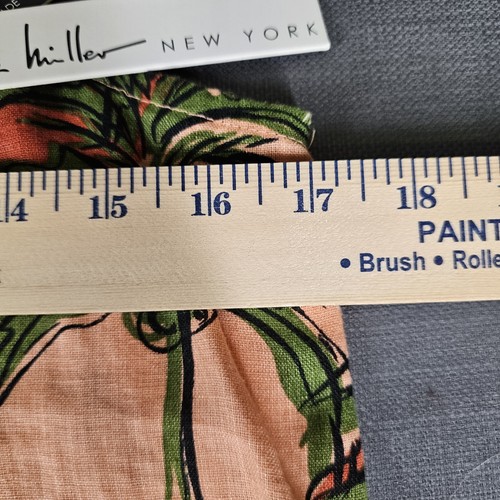 Miller NEW YORK
14 15 16 17 18
PAINT
• Brush • Rolle